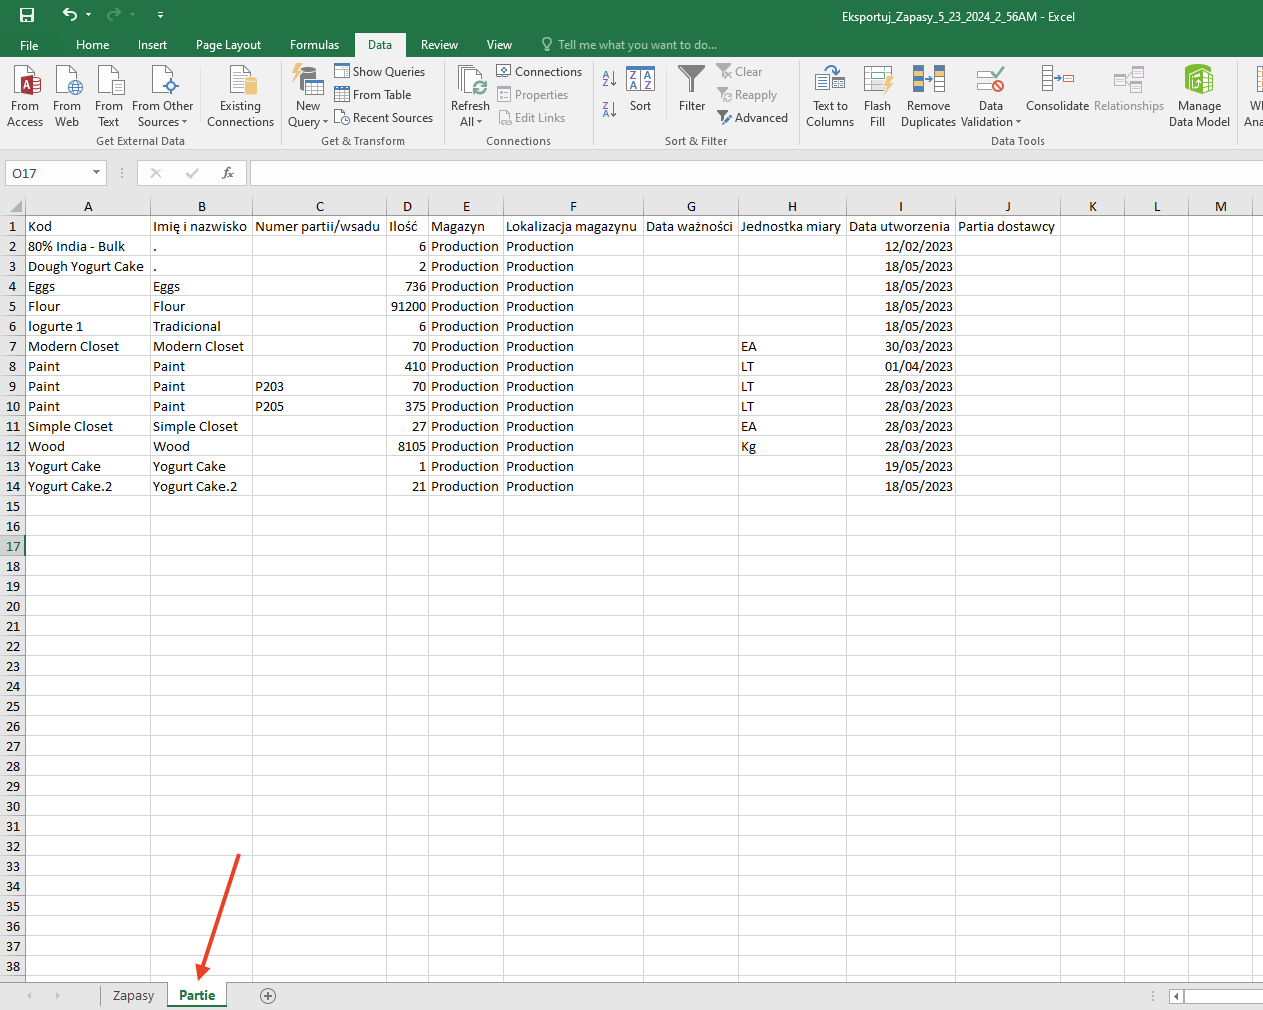 Eksportuj_Zapasy_5_23_2024_2_56AM - Excel
File Home Insert Page Layout Formulas Data Review View Tell me what you want to do...
From Access
From Web
From Text
From Other Sources
Existing Connections
Get External Data
New Query
Show Queries
From Table
Recent Sources
Get & Transform
Refresh All
Connections
Properties
Edit Links
Connections
Sort
Filter
Clear
Reapply
Advanced
Sort & Filter
Text to Columns
Flash Fill
Remove Duplicates
Data Validation
Consolidate
Relationships
Manage Data Model
Data Tools
O17 fx
A B C D E F G H I J K L M
1 Kod Imię i nazwisko Numer partii/wsadu Ilość Magazyn Lokalizacja magazynu Data ważności Jednostka miary Data utworzenia Partia dostawcy
2 80% India - Bulk . 6 Production Production 12/02/2023
3 Dough Yogurt Cake . 2 Production Production 18/05/2023
4 Eggs Eggs 736 Production Production 18/05/2023
5 Flour Flour 91200 Production Production 18/05/2023
6 Iogurte 1 Tradicional 6 Production Production 18/05/2023
7 Modern Closet Modern Closet 70 Production Production EA 30/03/2023
8 Paint Paint 410 Production Production LT 01/04/2023
9 Paint Paint P203 70 Production Production LT 28/03/2023
10 Paint Paint P205 375 Production Production LT 28/03/2023
11 Simple Closet Simple Closet 27 Production Production EA 28/03/2023
12 Wood Wood 8105 Production Production Kg 28/03/2023
13 Yogurt Cake Yogurt Cake 1 Production Production 19/05/2023
14 Yogurt Cake.2 Yogurt Cake.2 21 Production Production 18/05/2023
15
16
17
18
19
20
21
22
23
24
25
26
27
28
29
30
31
32
33
34
35
36
37
38
Zapasy Partie